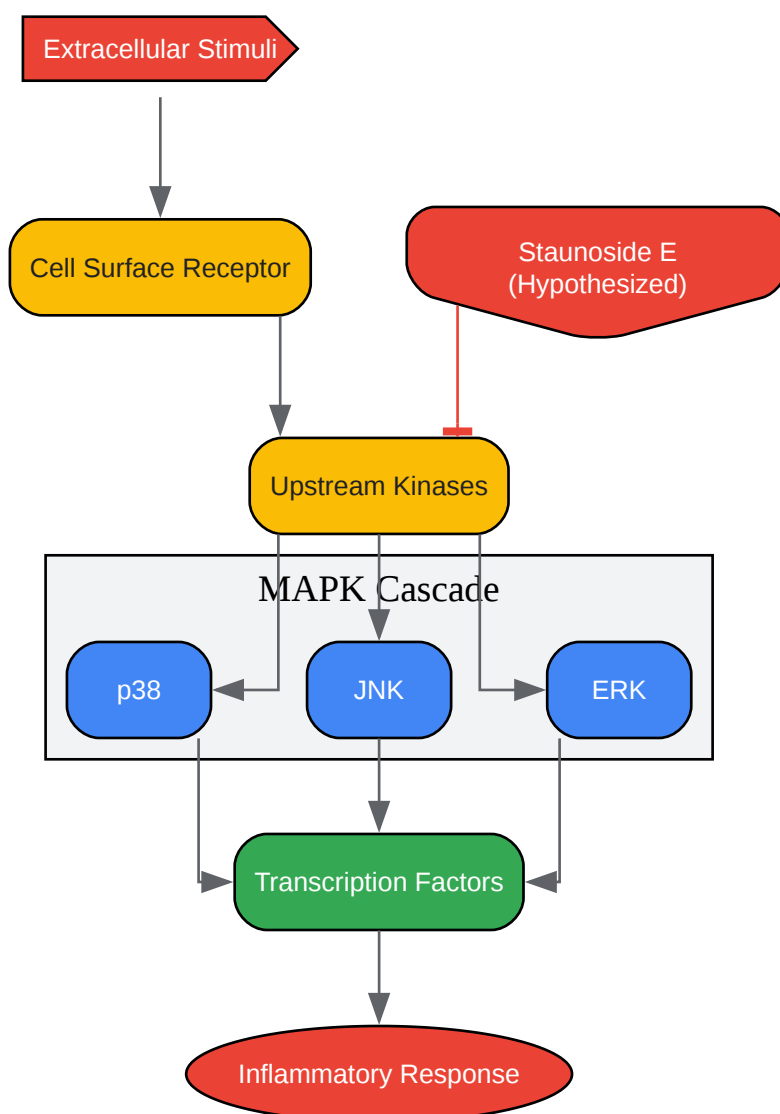 Extracellular Stimuli
Cell Surface Receptor
Staunoside E
(Hypothesized)
Upstream Kinases
MAPK Cascade
p38
JNK
ERK
Transcription Factors
Inflammatory Response